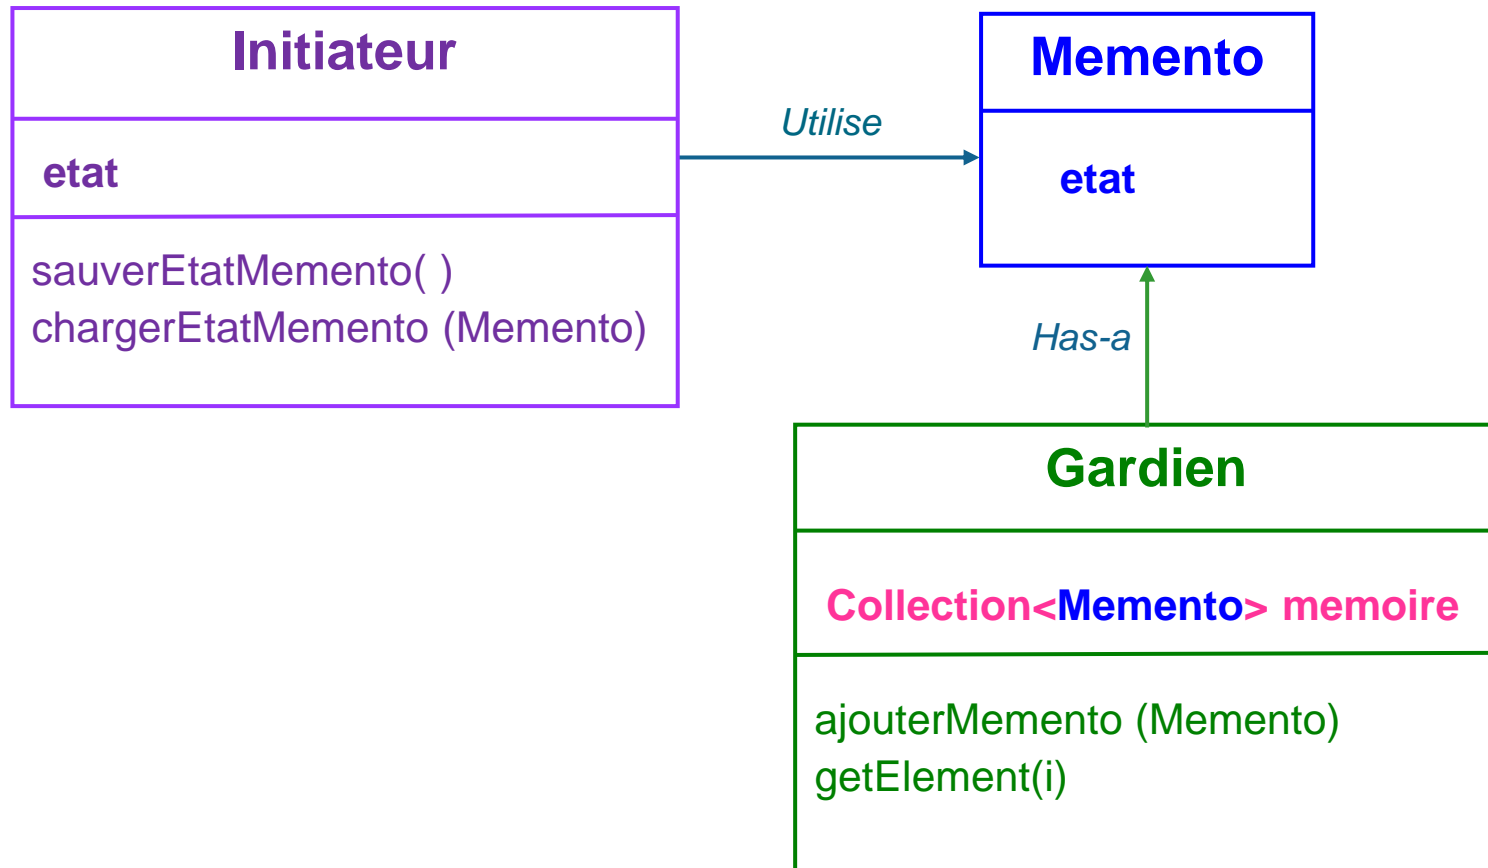 Initiateur
etat
sauverEtatMemento( )
chargerEtatMemento (Memento)
Utilise
Memento
etat
Has-a
Gardien
Collection<Memento> memoire
ajouterMemento (Memento)
getElement(i)